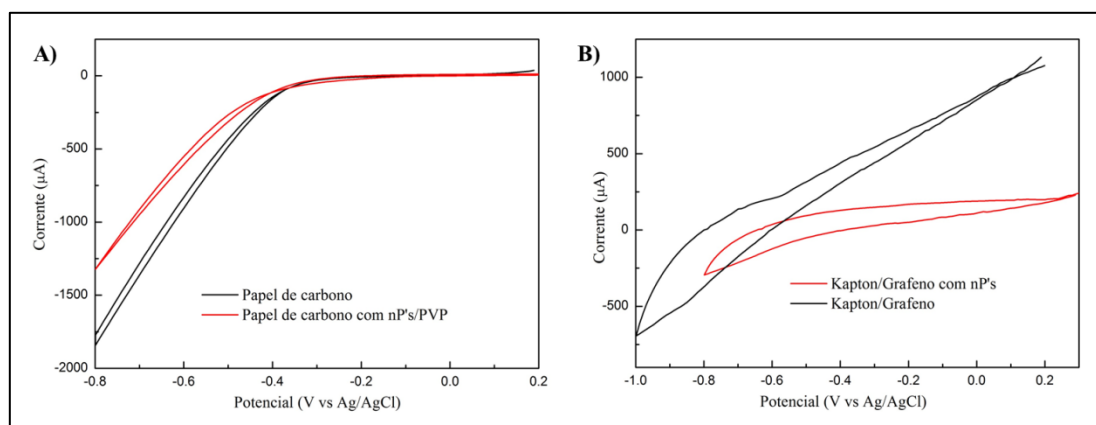 A)
0
-500
-1000
-1500
-2000
Corrente (µA)
Papel de carbono
Papel de carbono com nP's/PVP
-0.8
-0.6
-0.4
-0.2
0.0
0.2
Potencial (V vs Ag/AgCl)
B)
1000
500
0
-500
Corrente (µA)
Kapton/Grafeno com nP's
Kapton/Grafeno
-1.0
-0.8
-0.6
-0.4
-0.2
0.0
0.2
Potencial (V vs Ag/AgCl)